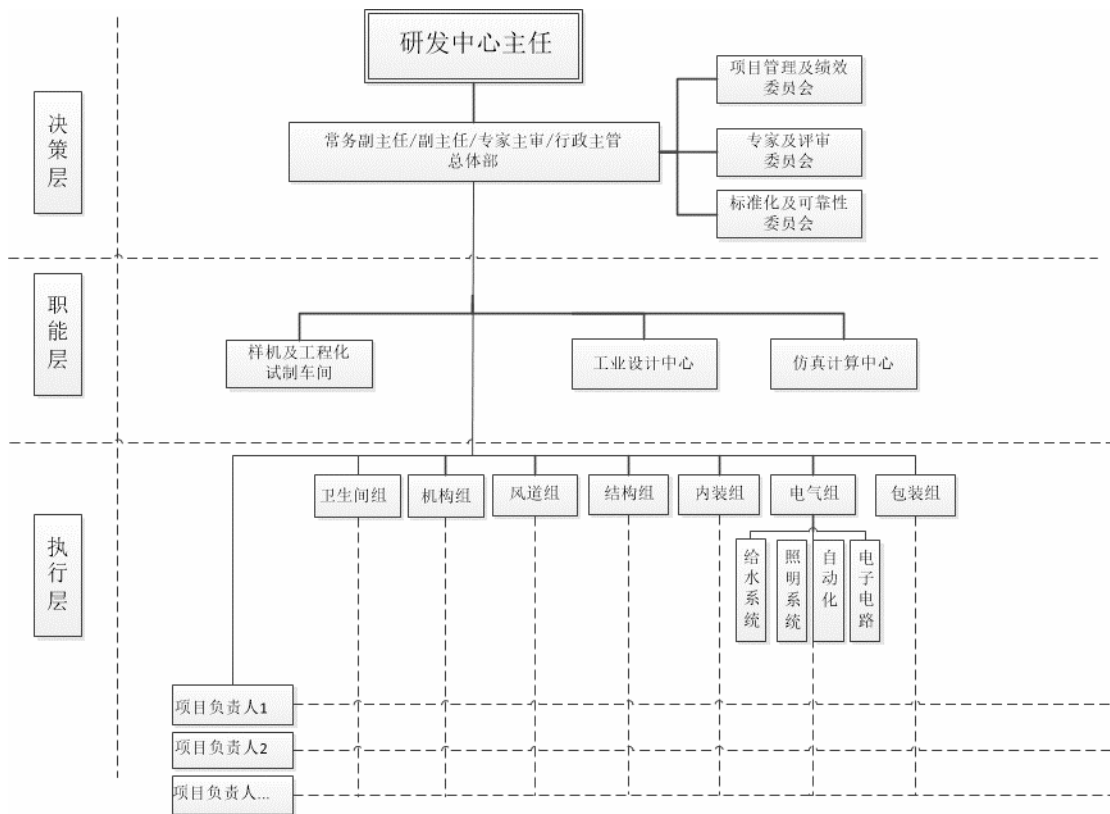 研发中心主任
项目管理及绩效
委员会
决策层
常务副主任/副主任/专家主审/行政主管
总体部
专家及评审
委员会
标准化及可靠性
委员会
职能层
样机及工程化
试制车间
工业设计中心
仿真计算中心
执行层
卫生间组
机构组
风道组
结构组
内装组
电气组
包装组
给水系统
照明系统
自动化
电子电路
项目负责人1
项目负责人2
项目负责人...